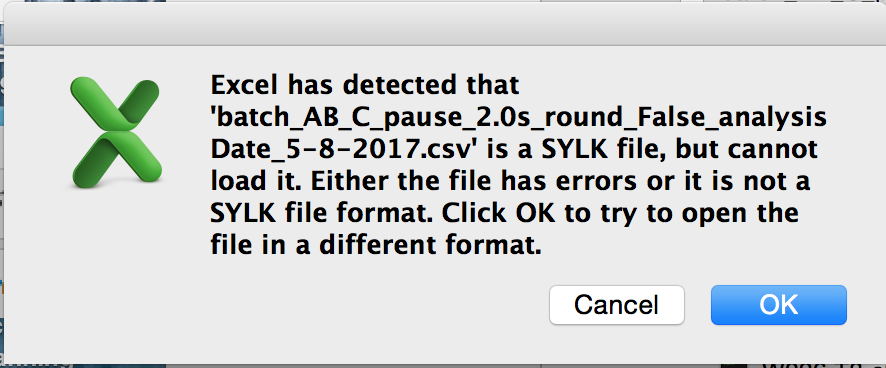 Excel has detected that
'batch_AB_C_pause_2.0s_round_False_analysis
Date_5-8-2017.csv' is a SYLK file, but cannot
load it. Either the file has errors or it is not a
SYLK file format. Click OK to try to open the
file in a different format.
Cancel
OK